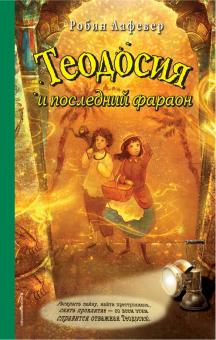 Робин Лафевер
Теодосия
и последний фараон
Раскрыть тайну, найти преступника,
снять проклятие – со всем этим
справится отважная Теодосия!